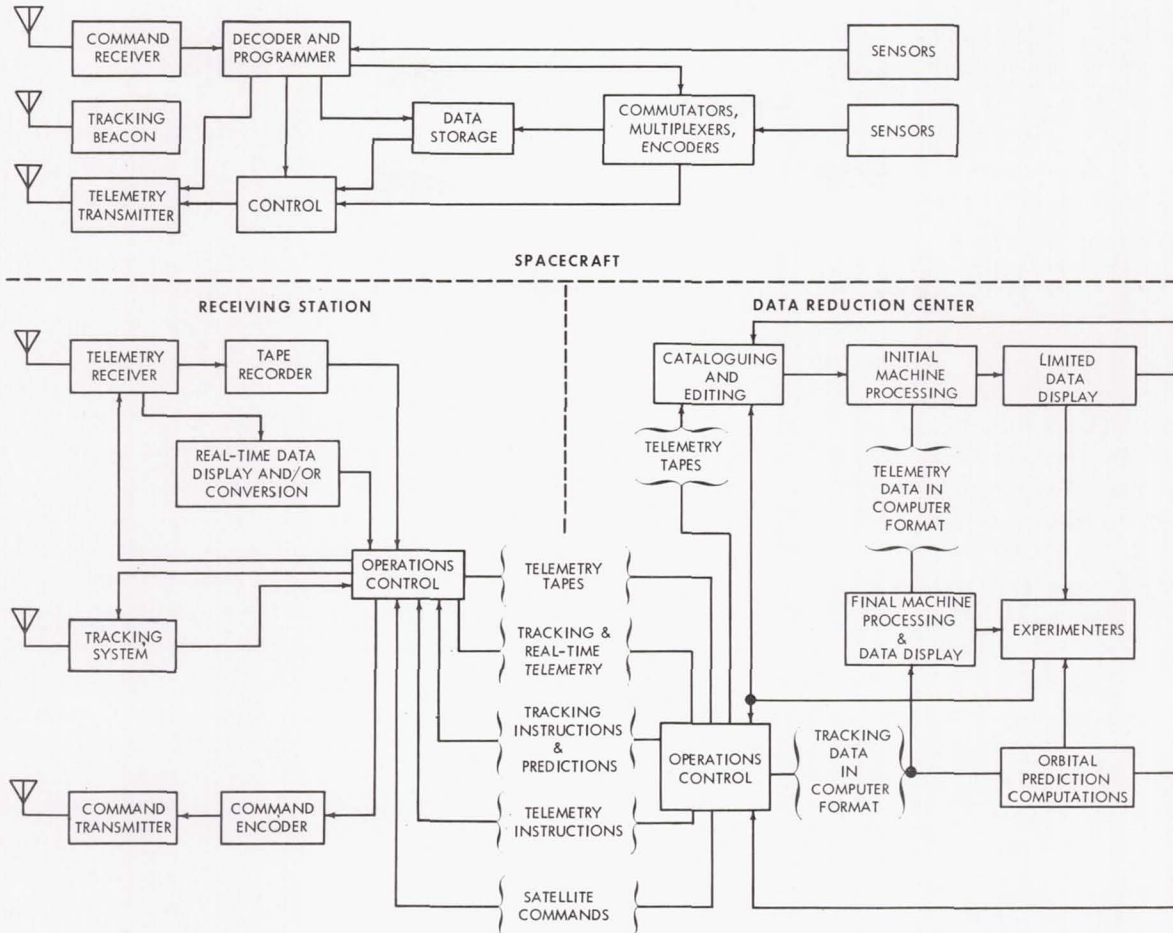 COMMAND
RECEIVER
DECODER AND
PROGRAMMER
SENSORS
TRACKING
BEACON
DATA
STORAGE
COMMUTATORS,
MULTIPLEXERS,
ENCODERS
SENSORS
TELEMETRY
TRANSMITTER
CONTROL
SPACECRAFT
RECEIVING STATION
TELEMETRY
RECEIVER
TAPE
RECORDER
REAL-TIME DATA
DISPLAY AND/OR
CONVERSION
OPERATIONS
CONTROL
TRACKING
SYSTEM
COMMAND
TRANSMITTER
COMMAND
ENCODER
TELEMETRY
TAPES
TRACKING &
REAL-TIME
TELEMETRY
TRACKING
INSTRUCTIONS
&
PREDICTIONS
TELEMETRY
INSTRUCTIONS
SATELLITE
COMMANDS
DATA REDUCTION CENTER
CATALOGUING
AND
EDITING
INITIAL
MACHINE
PROCESSING
LIMITED
DATA
DISPLAY
TELEMETRY
TAPES
TELEMETRY
DATA IN
COMPUTER
FORMAT
FINAL MACHINE
PROCESSING
&
DATA DISPLAY
EXPERIMENTERS
OPERATIONS
CONTROL
TRACKING
DATA
IN
COMPUTER
FORMAT
ORBITAL
PREDICTION
COMPUTATIONS